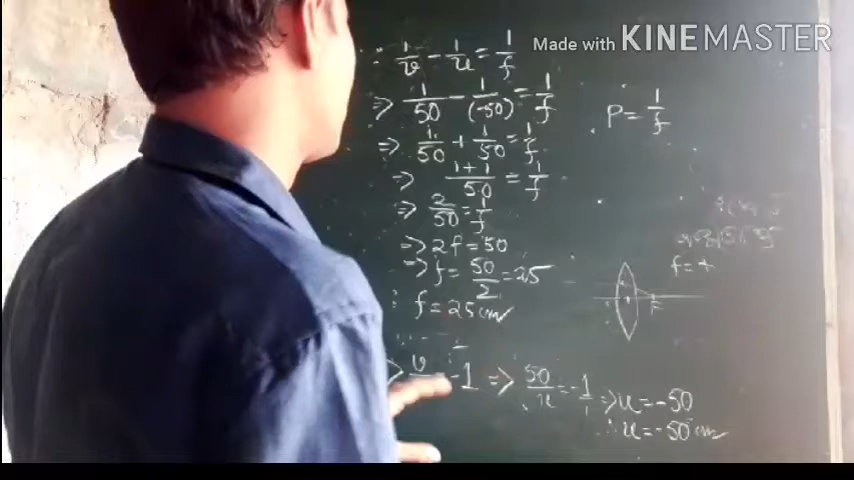 Made with KINEMASTER
∵ 1/v - 1/u = 1/f
⇒ 1/50 - 1/(-50) = 1/f
⇒ 1/50 + 1/50 = 1/f
⇒ 1+1/50 = 1/f
⇒ 2/50 = 1/f
⇒ 2f = 50
⇒ f = 50/2 = 25
∴ f = 25 cm
-1 ⇒ 50/u = -1/1 ⇒ u = -50
∴ u = -50 cm
P = 1/f
f = +
F